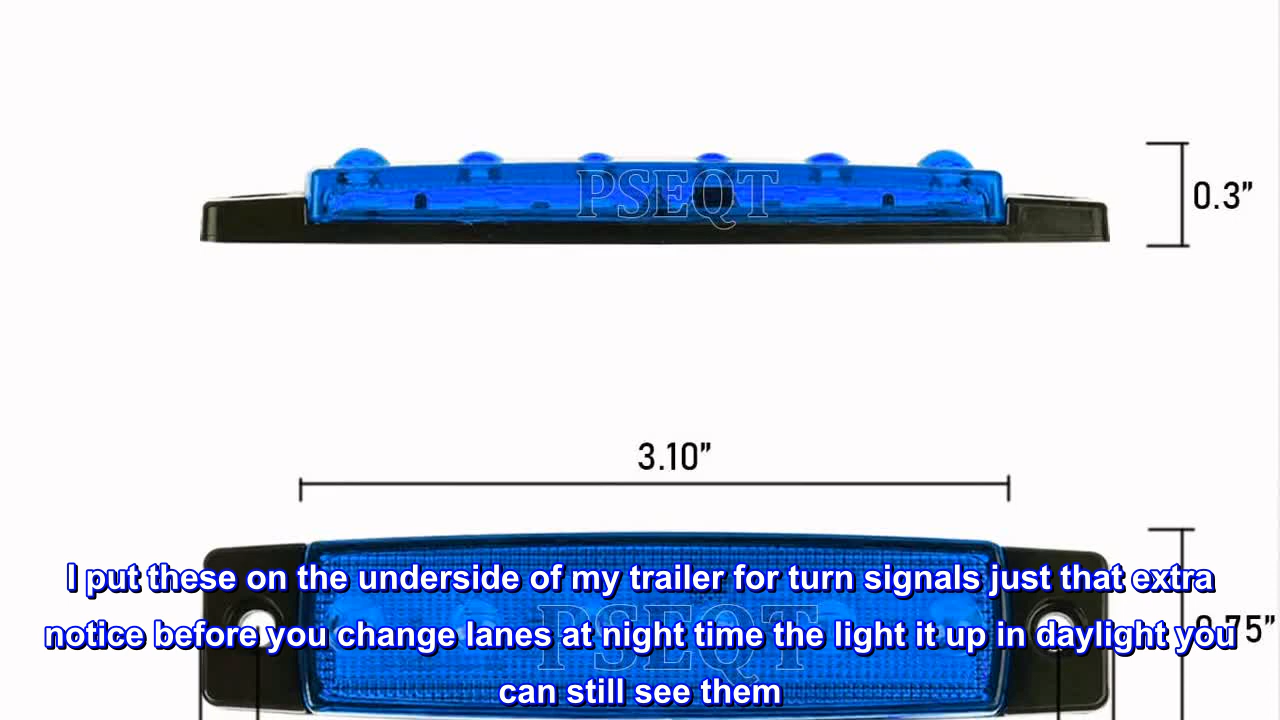 PSEQT
0.3”
3.10”
I put these on the underside of my trailer for turn signals just that extra
notice before you change lanes at night time the light it up in daylight you
can still see them
PSEQT
0.75”